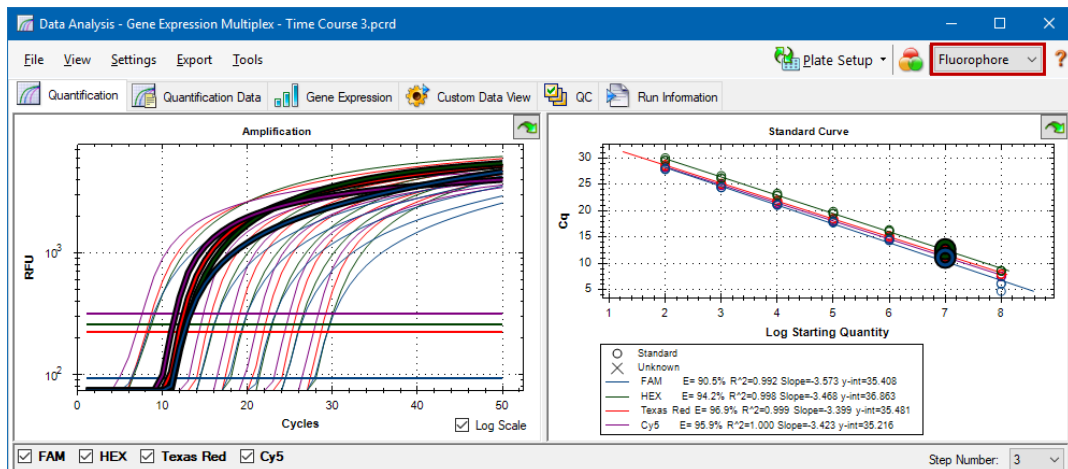 Data Analysis - Gene Expression Multiplex - Time Course 3.pcrd
File View Settings Export Tools
Plate Setup
Fluorophore
?
Quantification
Quantification Data
Gene Expression
Custom Data View
QC
Run Information
Amplification
RFU
10^3
10^2
0 10 20 30 40 50
Cycles
Log Scale
Standard Curve
Cq
30
25
20
15
10
5
1 2 3 4 5 6 7 8
Log Starting Quantity
Standard
Unknown
FAM E= 90.5% R^2=0.992 Slope=-3.573 y-int=35.408
HEX E= 94.2% R^2=0.998 Slope=-3.468 y-int=36.863
Texas Red E= 96.9% R^2=0.999 Slope=-3.399 y-int=35.481
Cy5 E= 95.9% R^2=1.000 Slope=-3.423 y-int=35.216
FAM HEX Texas Red Cy5
Step Number: 3